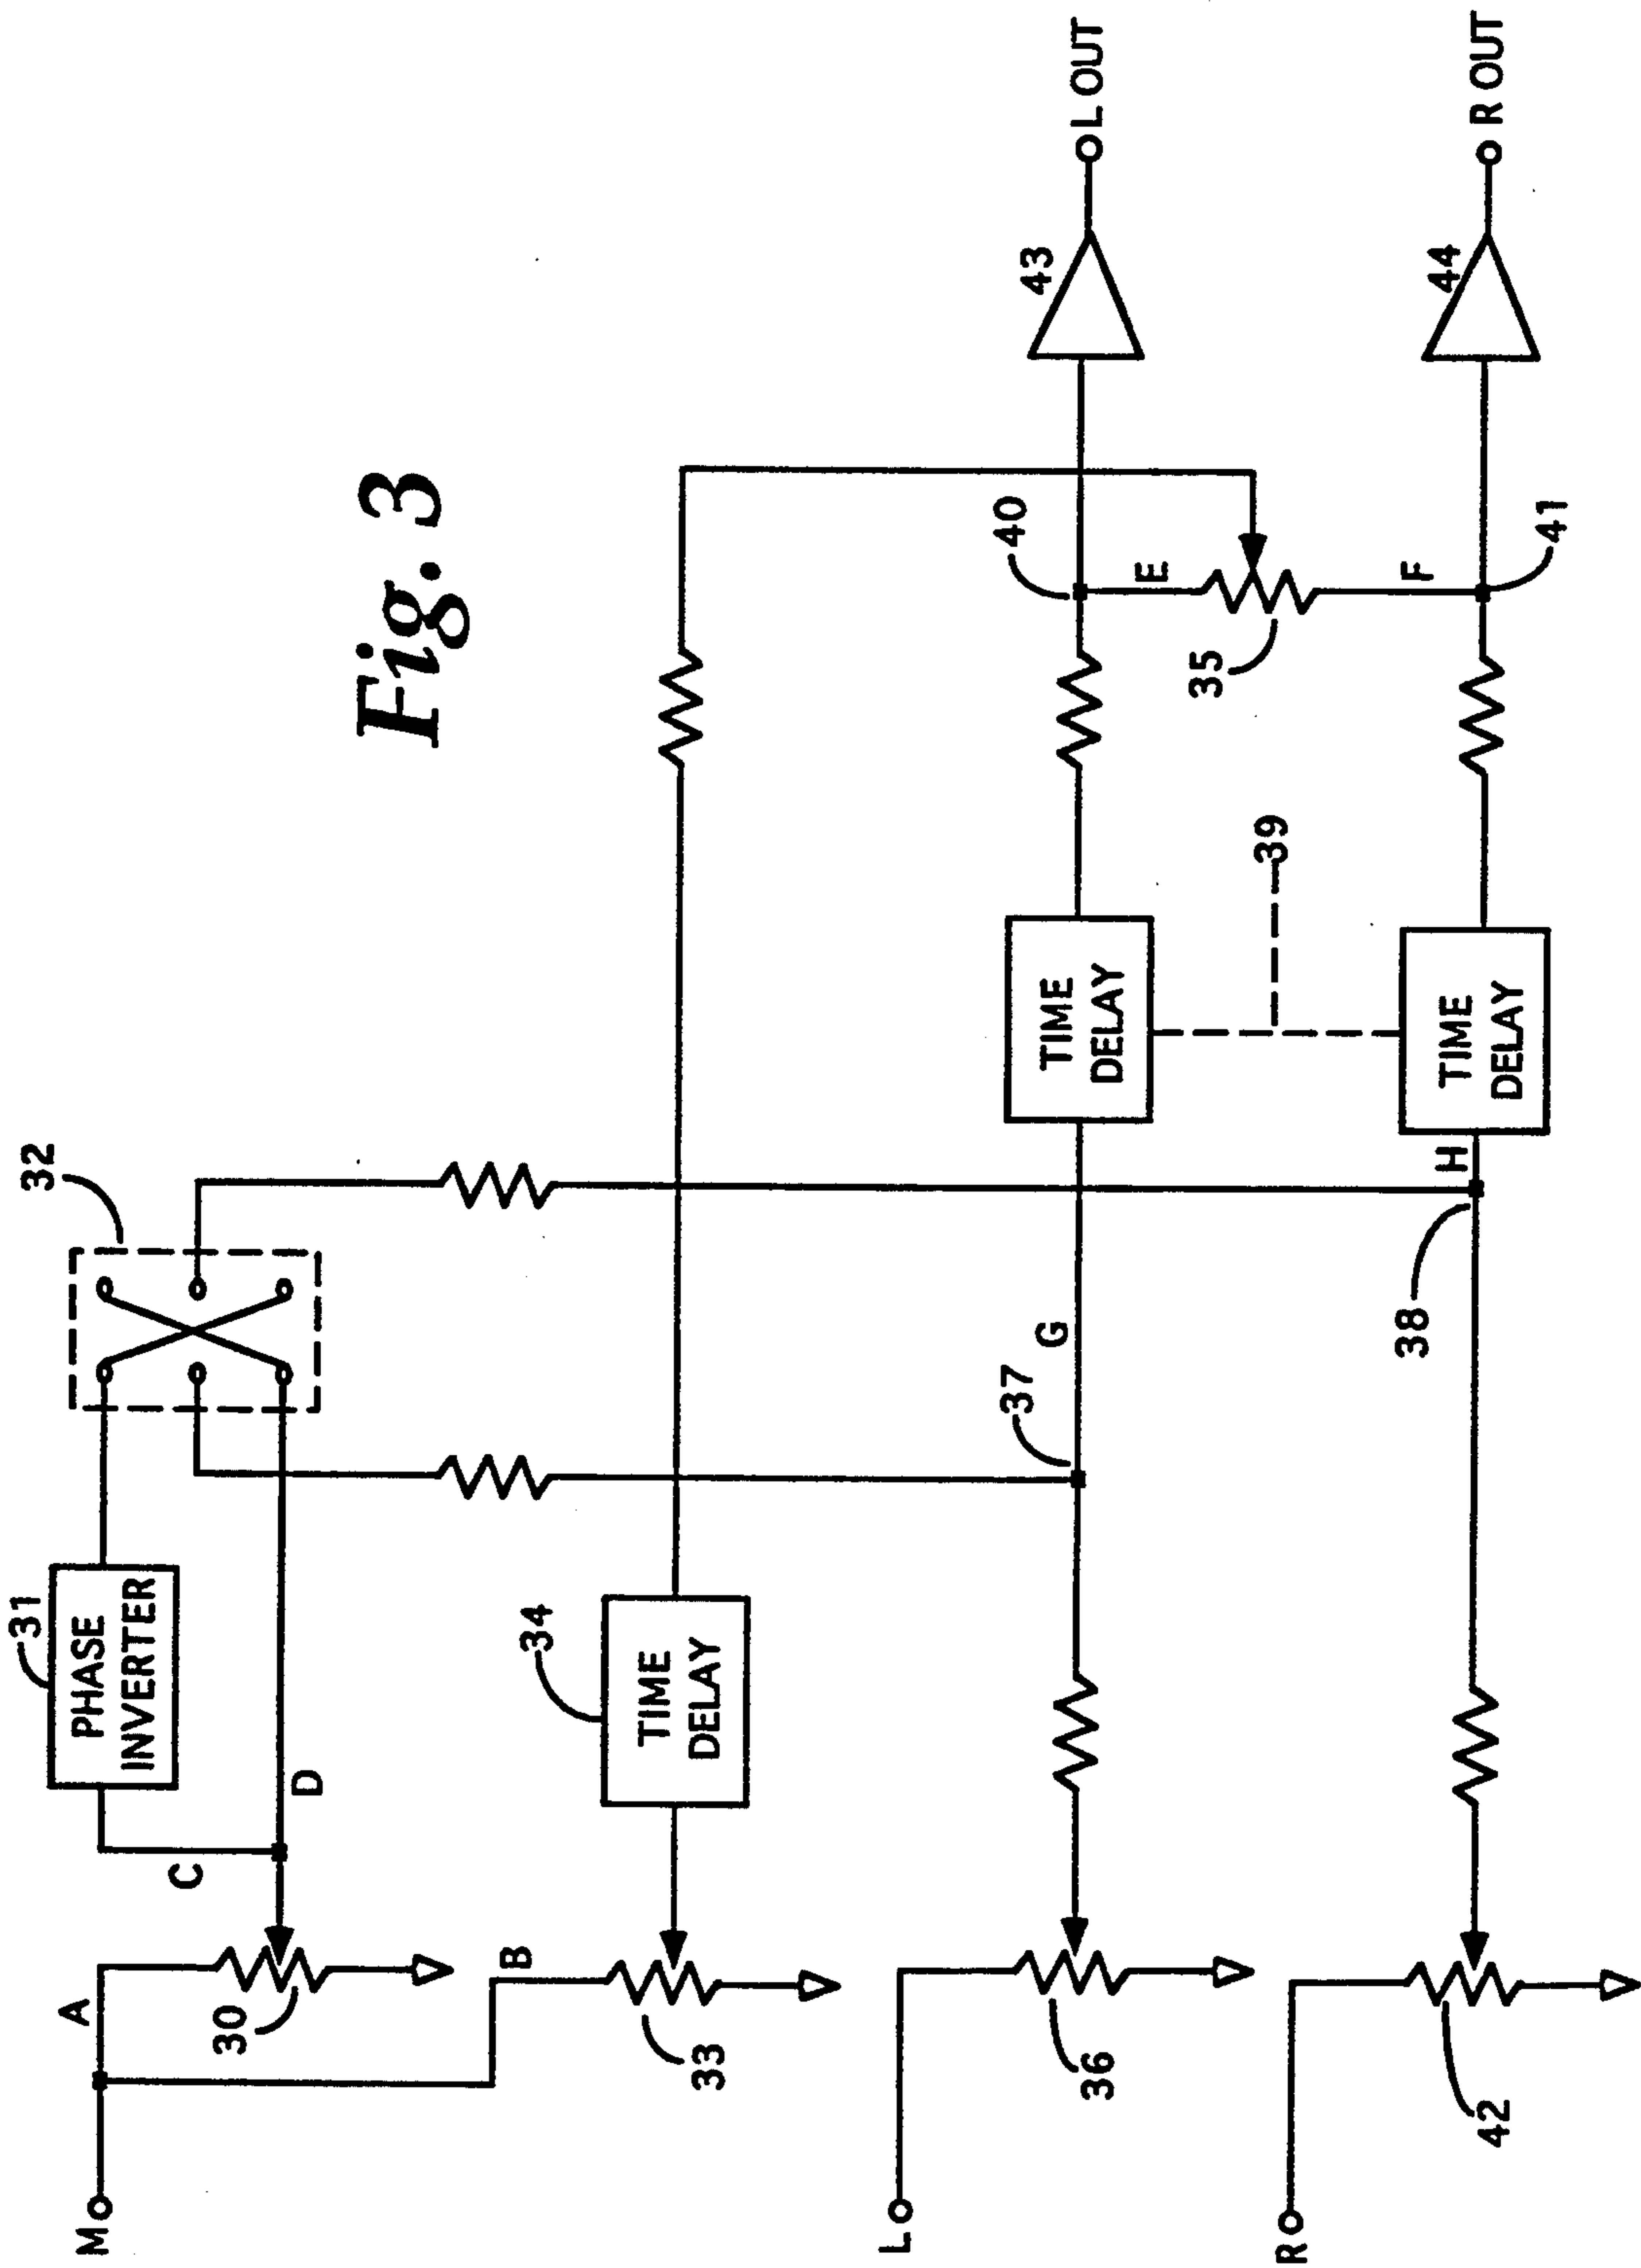 Fig. 3
31
PHASE
INVERTER
32
A
C
D
M
30
B
34
TIME
DELAY
33
37
G
40
43
L OUT
TIME
DELAY
E
L
36
35
39
38
H
F
44
R OUT
TIME
DELAY
41
R
42